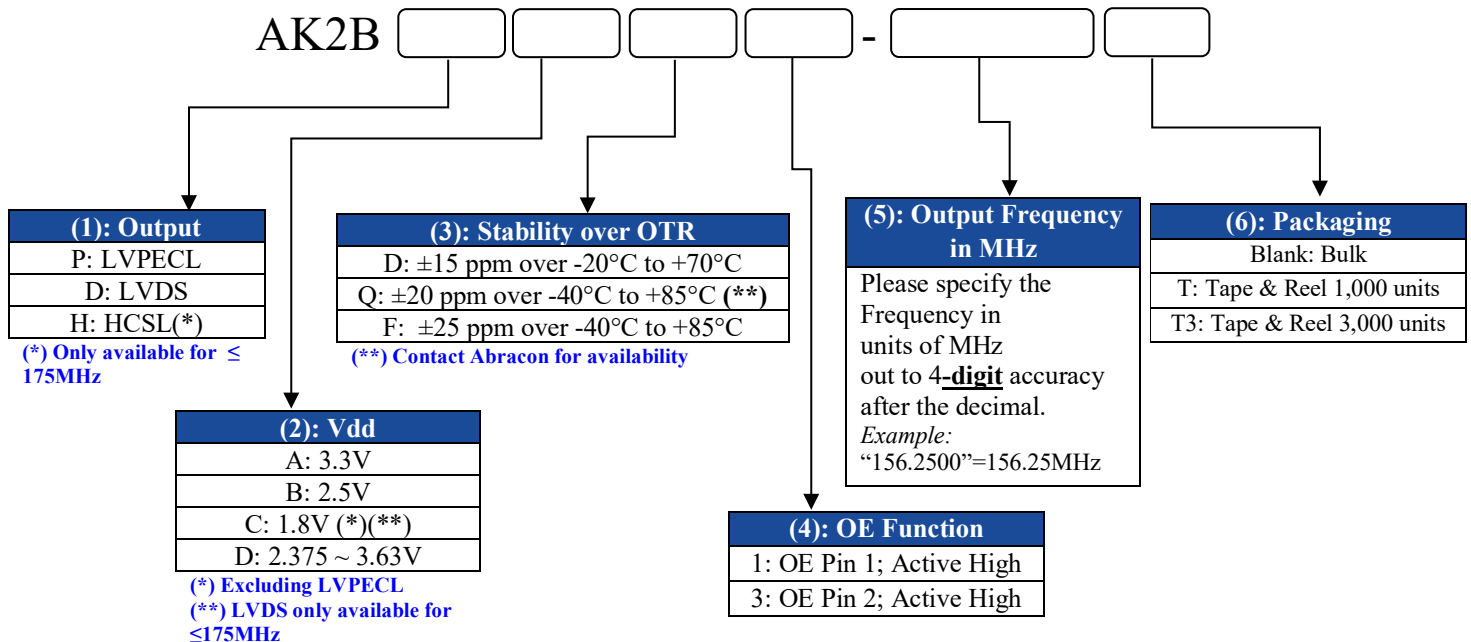 AK2B -
(1): Output
P: LVPECL
D: LVDS
H: HCSL(*)
(*) Only available for ≤
175MHz
(2): Vdd
A: 3.3V
B: 2.5V
C: 1.8V (*)(**)
D: 2.375 ~ 3.63V
(*) Excluding LVPECL
(**) LVDS only available for
≤175MHz
(3): Stability over OTR
D: ±15 ppm over -20°C to +70°C
Q: ±20 ppm over -40°C to +85°C (**)
F: ±25 ppm over -40°C to +85°C
(**) Contact Abracon for availability
(4): OE Function
1: OE Pin 1; Active High
3: OE Pin 2; Active High
(5): Output Frequency
in MHz
Please specify the
Frequency in
units of MHz
out to 4-digit accuracy
after the decimal.
Example:
“156.2500”=156.25MHz
(6): Packaging
Blank: Bulk
T: Tape & Reel 1,000 units
T3: Tape & Reel 3,000 units